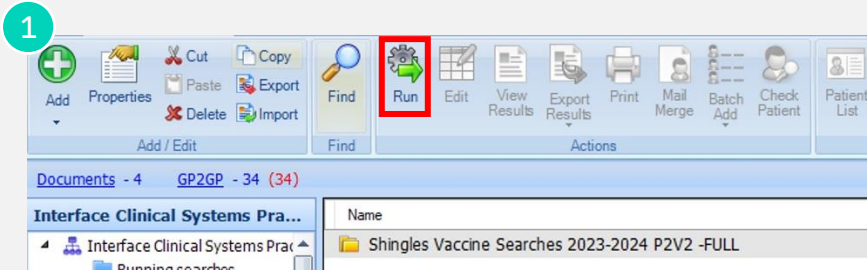 1
Cut
Copy
Add
Properties
Paste
Export
Delete
Import
Find
Run
Edit
View
Results
Export
Results
Print
Mail
Merge
Batch
Add
Check
Patient
Patient
List
Add / Edit
Find
Actions
Documents - 4 GP2GP - 34 (34)
Interface Clinical Systems Pra...
Name
Interface Clinical Systems Prac
Shingles Vaccine Searches 2023-2024 P2V2 -FULL
Running searches